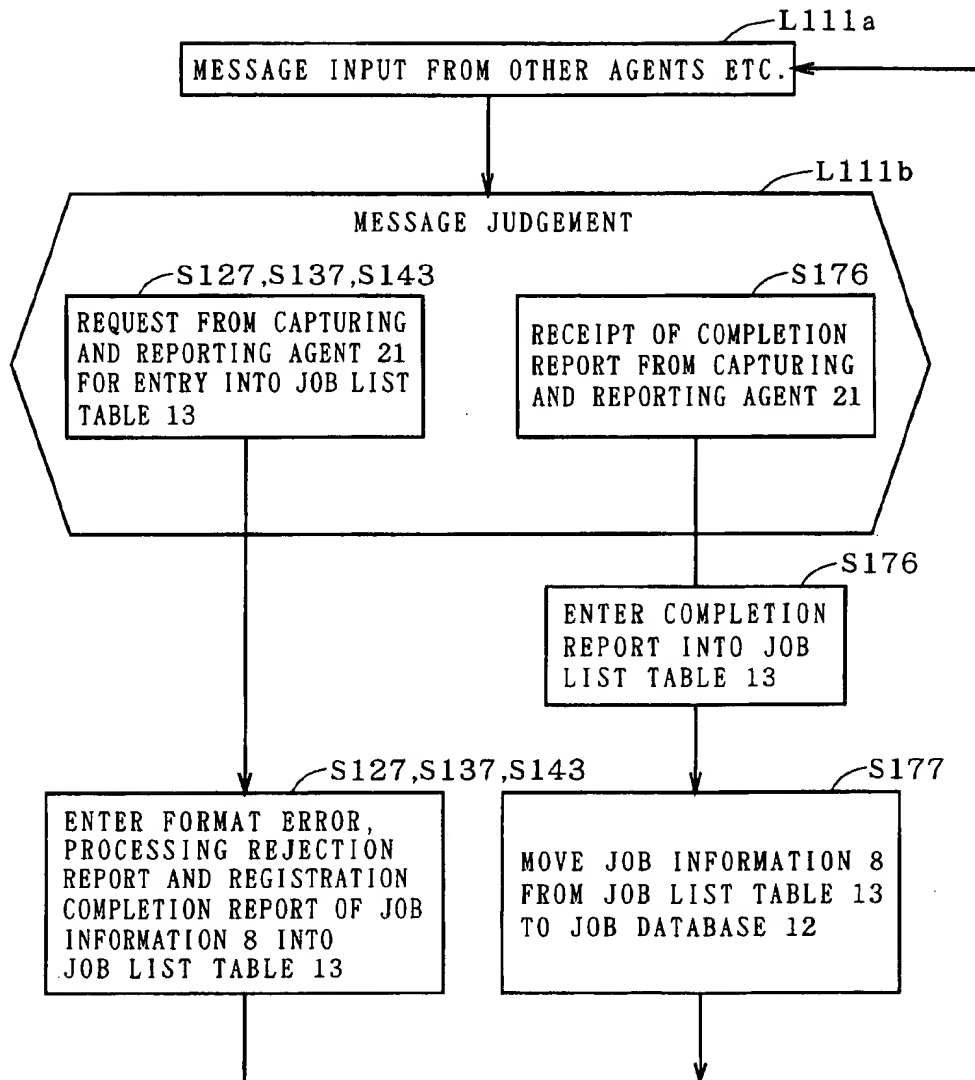 L111a
MESSAGE INPUT FROM OTHER AGENTS ETC.
L111b
MESSAGE JUDGEMENT
S127,S137,S143
REQUEST FROM CAPTURING
AND REPORTING AGENT 21
FOR ENTRY INTO JOB LIST
TABLE 13
S176
RECEIPT OF COMPLETION
REPORT FROM CAPTURING
AND REPORTING AGENT 21
S176
ENTER COMPLETION
REPORT INTO JOB
LIST TABLE 13
S127,S137,S143
ENTER FORMAT ERROR,
PROCESSING REJECTION
REPORT AND REGISTRATION
COMPLETION REPORT OF JOB
INFORMATION 8 INTO
JOB LIST TABLE 13
S177
MOVE JOB INFORMATION 8
FROM JOB LIST TABLE 13
TO JOB DATABASE 12